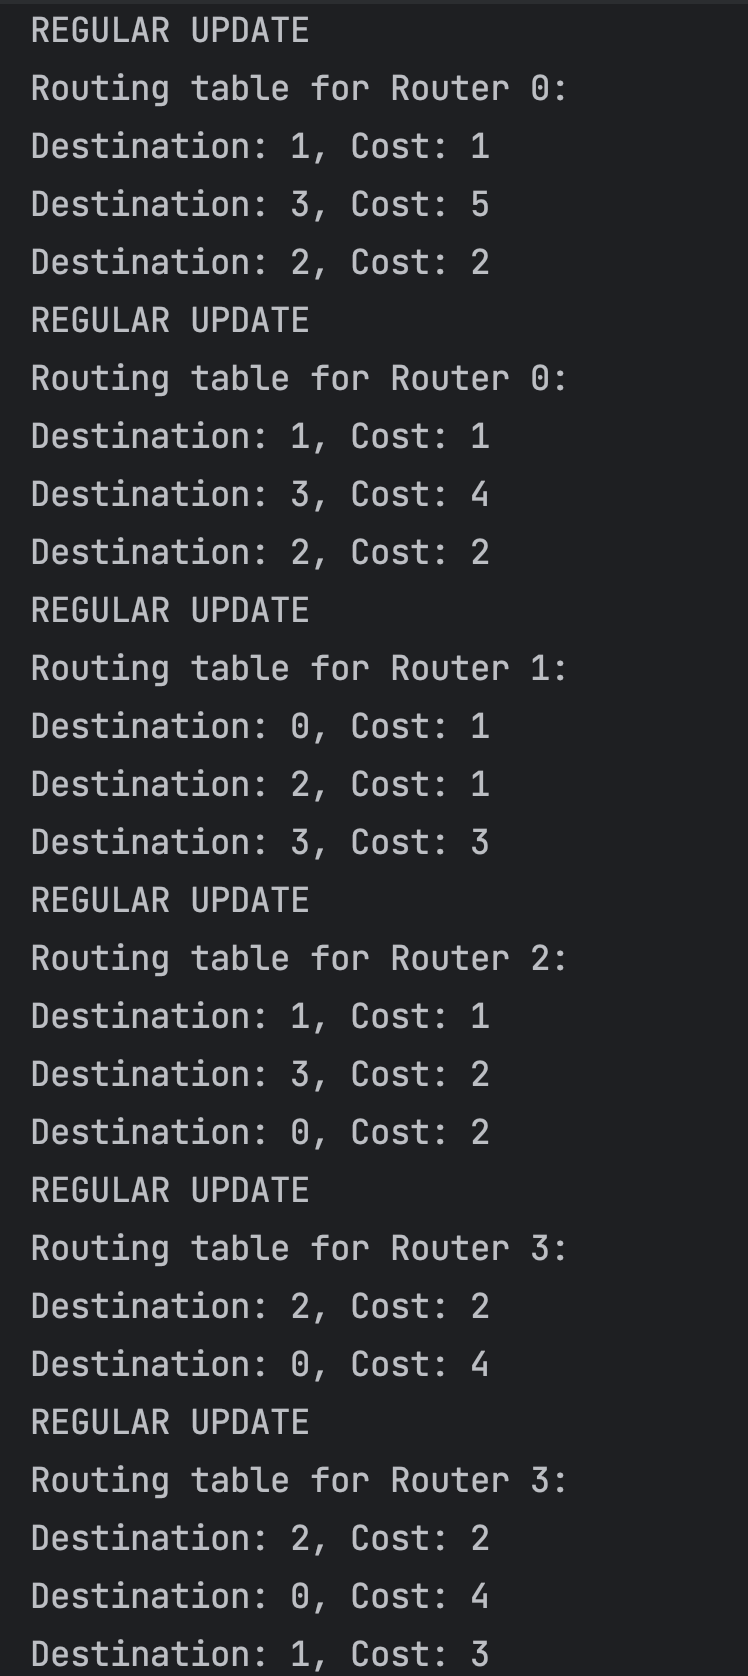 REGULAR UPDATE
Routing table for Router 0:
Destination: 1, Cost: 1
Destination: 3, Cost: 5
Destination: 2, Cost: 2
REGULAR UPDATE
Routing table for Router 0:
Destination: 1, Cost: 1
Destination: 3, Cost: 4
Destination: 2, Cost: 2
REGULAR UPDATE
Routing table for Router 1:
Destination: 0, Cost: 1
Destination: 2, Cost: 1
Destination: 3, Cost: 3
REGULAR UPDATE
Routing table for Router 2:
Destination: 1, Cost: 1
Destination: 3, Cost: 2
Destination: 0, Cost: 2
REGULAR UPDATE
Routing table for Router 3:
Destination: 2, Cost: 2
Destination: 0, Cost: 4
REGULAR UPDATE
Routing table for Router 3:
Destination: 2, Cost: 2
Destination: 0, Cost: 4
Destination: 1, Cost: 3